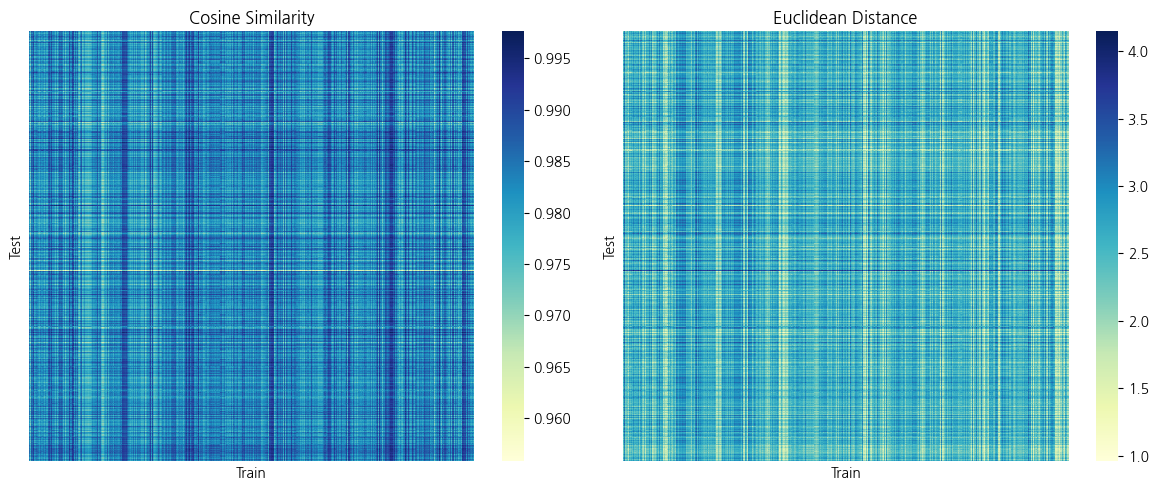 Cosine Similarity
Test
Train
0.995
0.990
0.985
0.980
0.975
0.970
0.965
0.960
Euclidean Distance
Test
Train
4.0
3.5
3.0
2.5
2.0
1.5
1.0